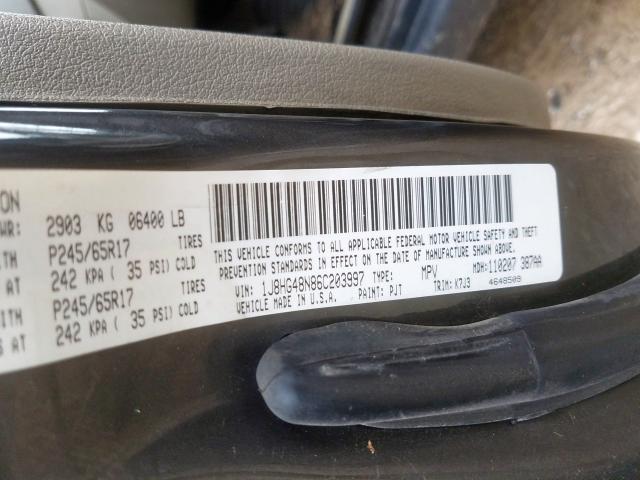 ION
WR: 2903 KG 06400 LB
ITH P245/65R17 TIRES
S AT 242 KPA ( 35 PSI) COLD
WITH P245/65R17 TIRES
S AT 242 KPA ( 35 PSI) COLD
THIS VEHICLE CONFORMS TO ALL APPLICABLE FEDERAL MOTOR VEHICLE SAFETY AND THEFT
PREVENTION STANDARDS IN EFFECT ON THE DATE OF MANUFACTURE SHOWN ABOVE.
VIN: 1J8HG48N86C203997 TYPE: MPV MDH: 110207 387AA
VEHICLE MADE IN U.S.A. PAINT: PJT TRIM: K7J3 4648509